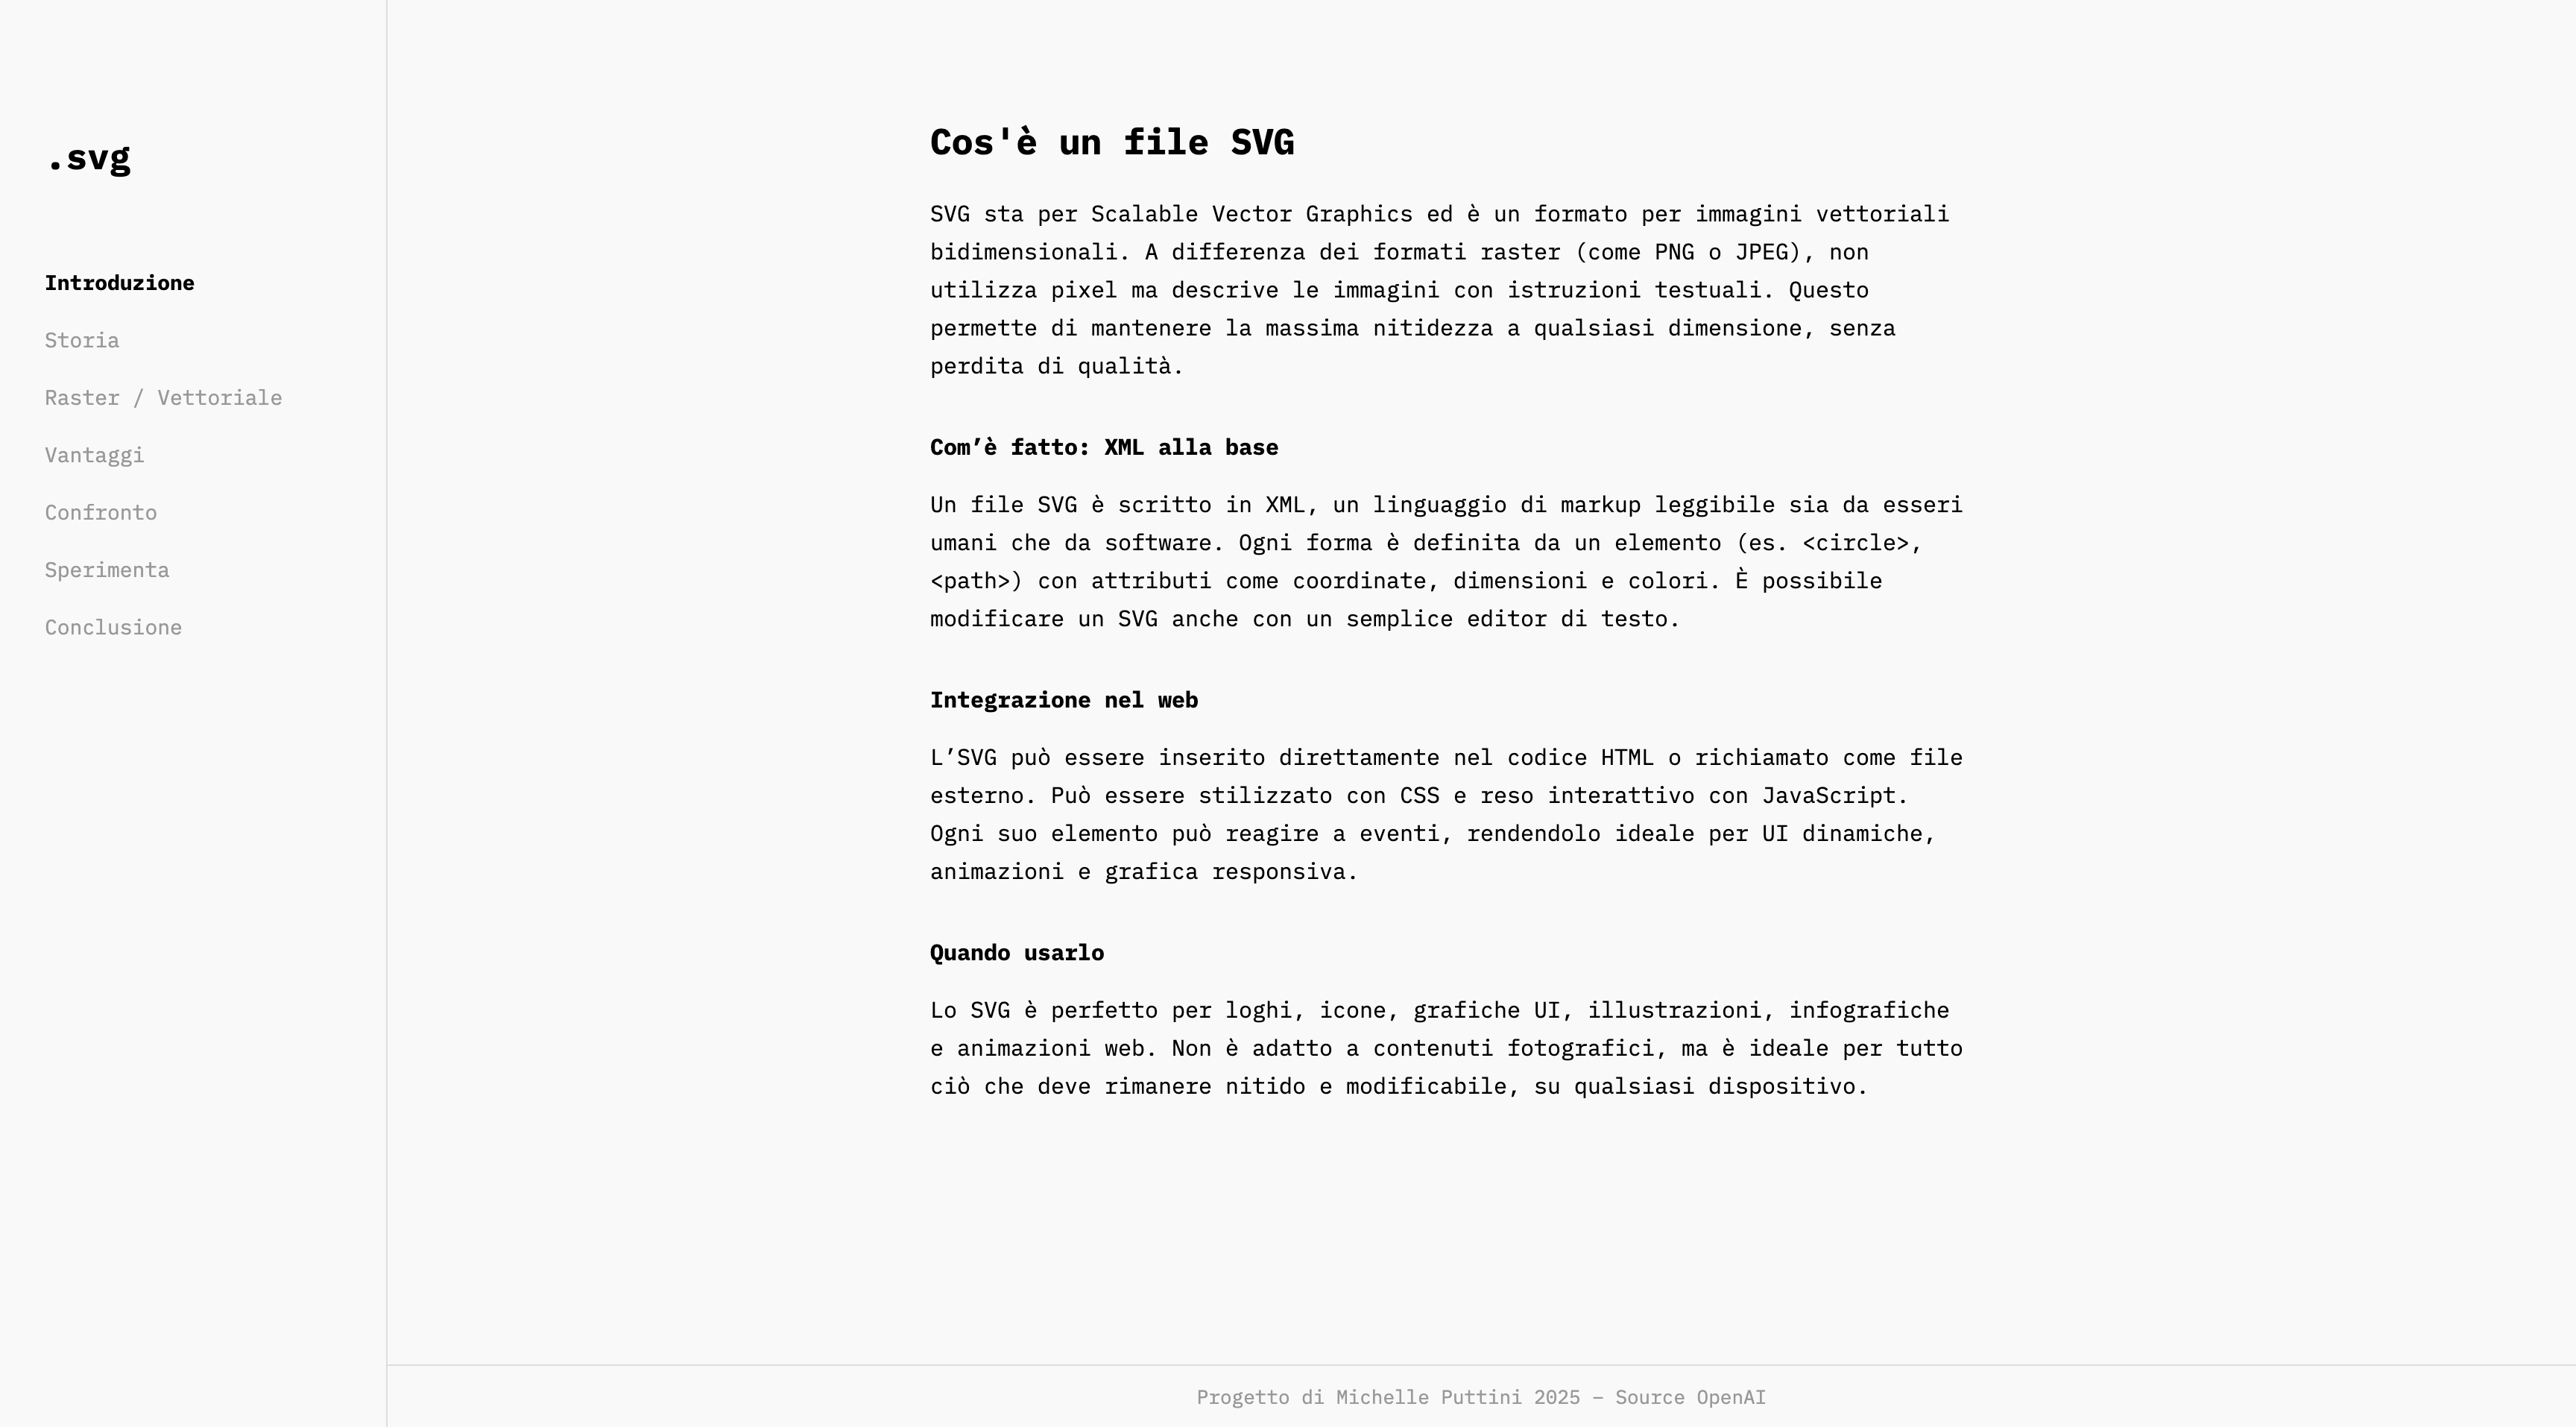 .svg
Introduzione
Storia
Raster / Vettoriale
Vantaggi
Confronto
Sperimenta
Conclusione
Cos'è un file SVG
SVG sta per Scalable Vector Graphics ed è un formato per immagini vettoriali
bidimensionali. A differenza dei formati raster (come PNG o JPEG), non
utilizza pixel ma descrive le immagini con istruzioni testuali. Questo
permette di mantenere la massima nitidezza a qualsiasi dimensione, senza
perdita di qualità.
Com’è fatto: XML alla base
Un file SVG è scritto in XML, un linguaggio di markup leggibile sia da esseri
umani che da software. Ogni forma è definita da un elemento (es. <circle>,
<path>) con attributi come coordinate, dimensioni e colori. È possibile
modificare un SVG anche con un semplice editor di testo.
Integrazione nel web
L’SVG può essere inserito direttamente nel codice HTML o richiamato come file
esterno. Può essere stilizzato con CSS e reso interattivo con JavaScript.
Ogni suo elemento può reagire a eventi, rendendolo ideale per UI dinamiche,
animazioni e grafica responsiva.
Quando usarlo
Lo SVG è perfetto per loghi, icone, grafiche UI, illustrazioni, infografiche
e animazioni web. Non è adatto a contenuti fotografici, ma è ideale per tutto
ciò che deve rimanere nitido e modificabile, su qualsiasi dispositivo.
Progetto di Michelle Puttini 2025 – Source OpenAI